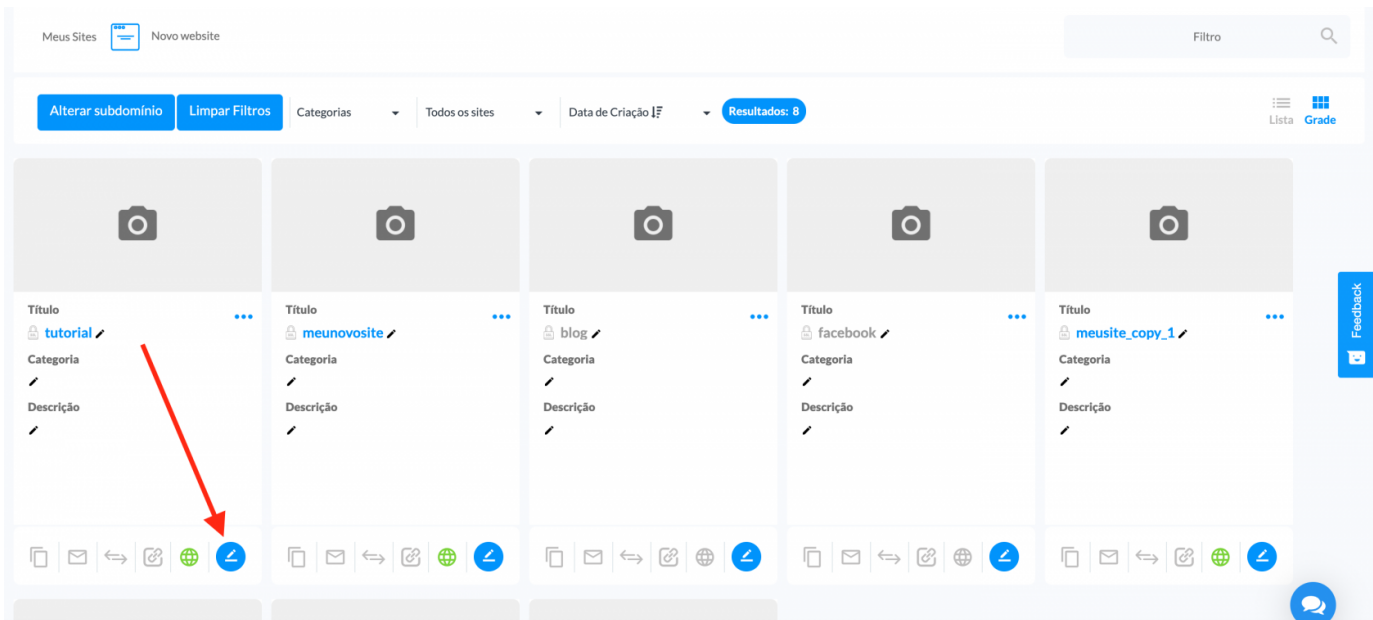 Meus Sites Novo website Filtro
Alterar subdomínio Limpar Filtros Categorias Todos os sites Data de Criação Resultados: 8 Lista Grade
Título Título Título Título Título
tutorial meunovosite blog facebook meusite_copy_1
Categoria Categoria Categoria Categoria Categoria
Descrição Descrição Descrição Descrição Descrição
Feedback